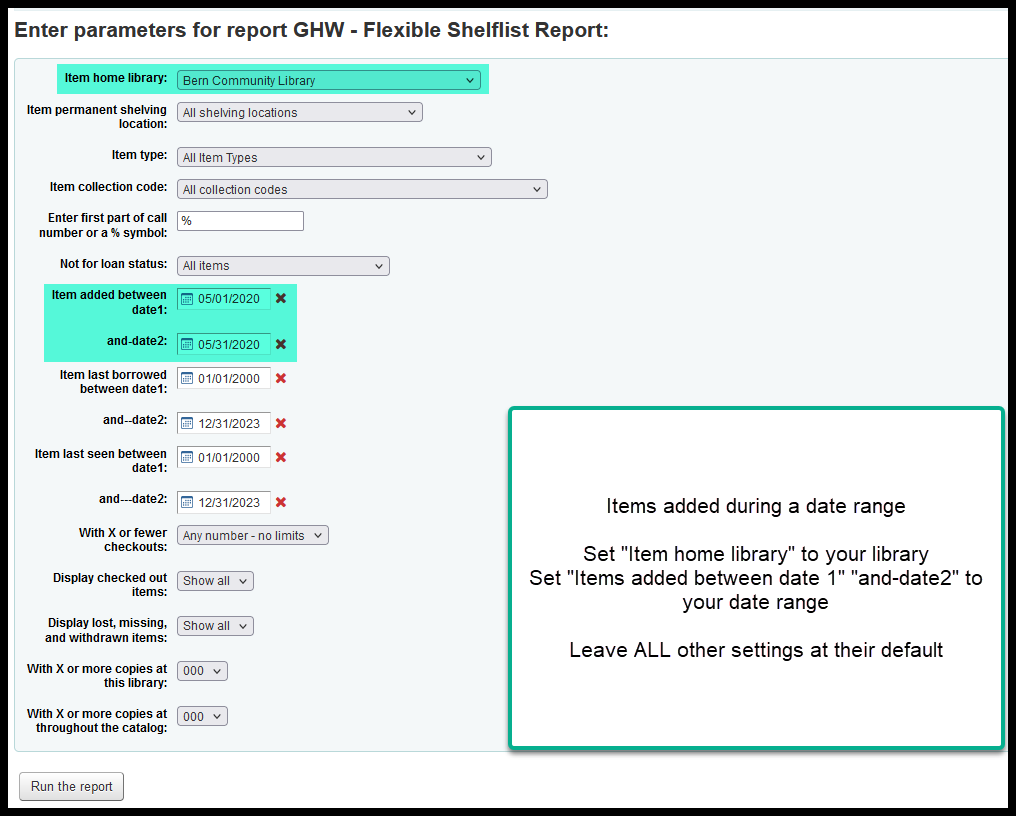 Enter parameters for report GHW - Flexible Shelflist Report:
Item home library: Bern Community Library
Item permanent shelving
location: All shelving locations
Item type: All Item Types
Item collection code: All collection codes
Enter first part of call
number or a % symbol: %
Not for loan status: All items
Item added between
date1: 05/01/2020
and-date2: 05/31/2020
Item last borrowed
between date1: 01/01/2000
and--date2: 12/31/2023
Item last seen between
date1: 01/01/2000
and---date2: 12/31/2023
With X or fewer
checkouts: Any number - no limits
Display checked out
items: Show all
Display lost, missing,
and withdrawn items: Show all
With X or more copies at
this library: 000
With X or more copies at
throughout the catalog: 000
Items added during a date range
Set "Item home library" to your library
Set "Items added between date 1" "and-date2" to
your date range
Leave ALL other settings at their default
Run the report